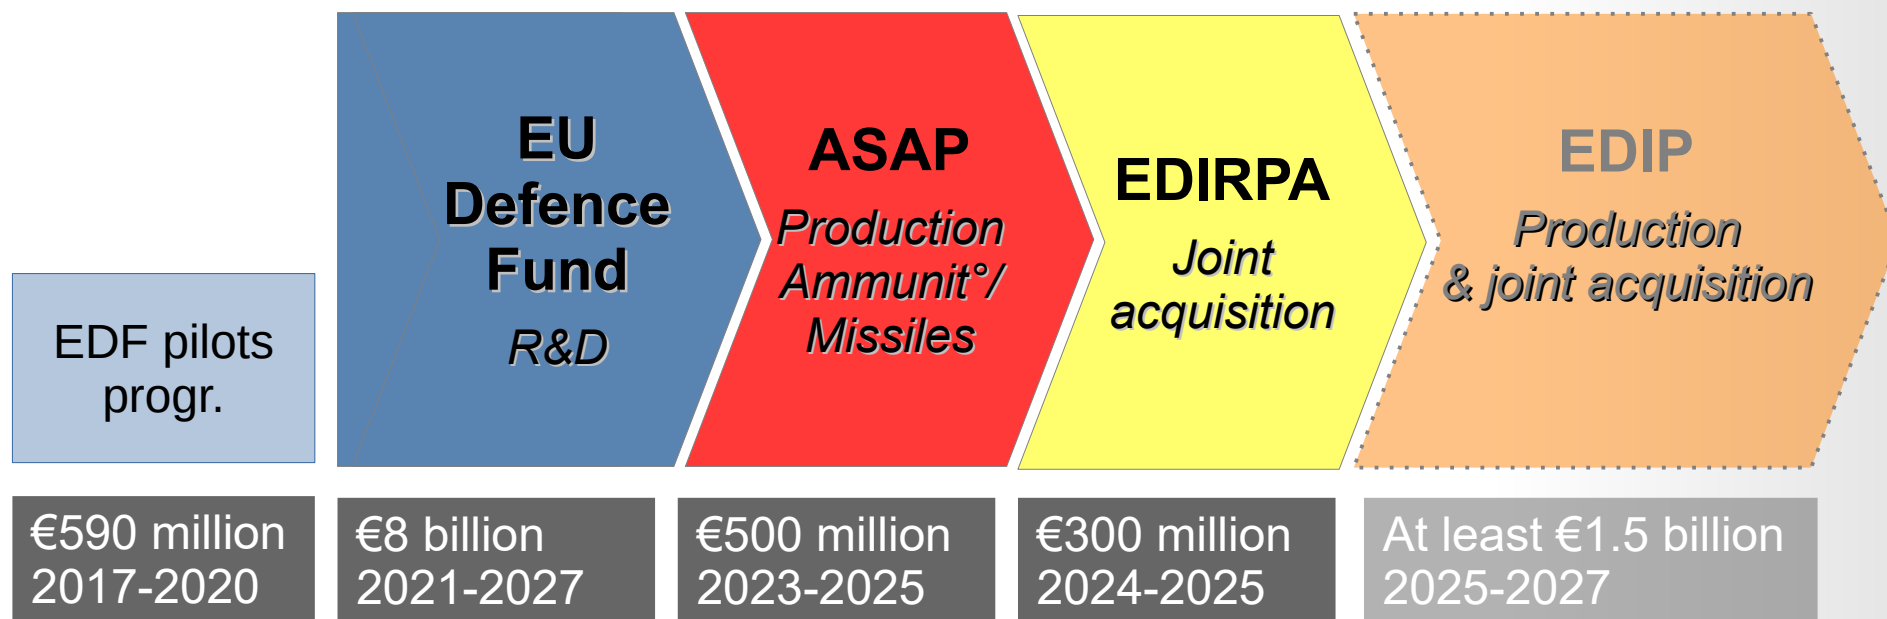 EDF pilots
progr.
€590 million
2017-2020
EU
Defence
Fund
R&D
€8 billion
2021-2027
ASAP
Production
Ammunit°/
Missiles
€500 million
2023-2025
EDIRPA
Joint
acquisition
€300 million
2024-2025
EDIP
Production
& joint acquisition
At least €1.5 billion
2025-2027